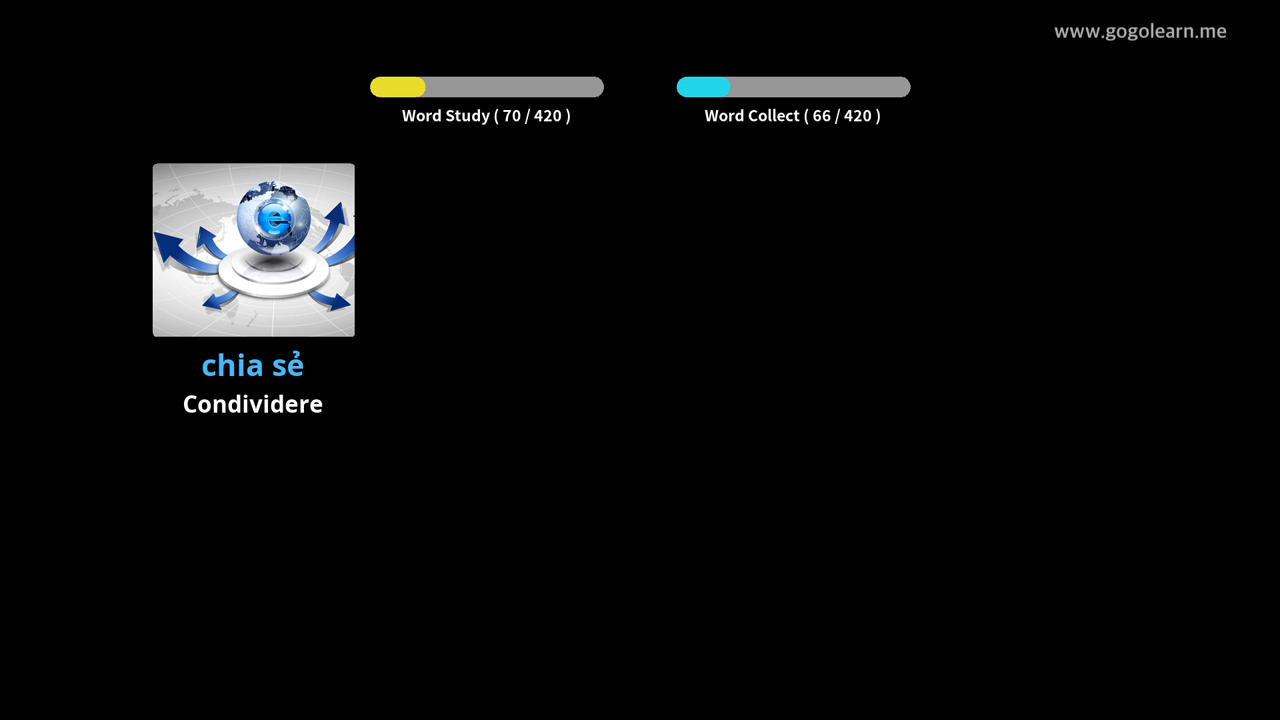 www.gogolearn.me
Word Study ( 70 / 420 )
Word Collect ( 66 / 420 )
e
chia sẻ
Condividere